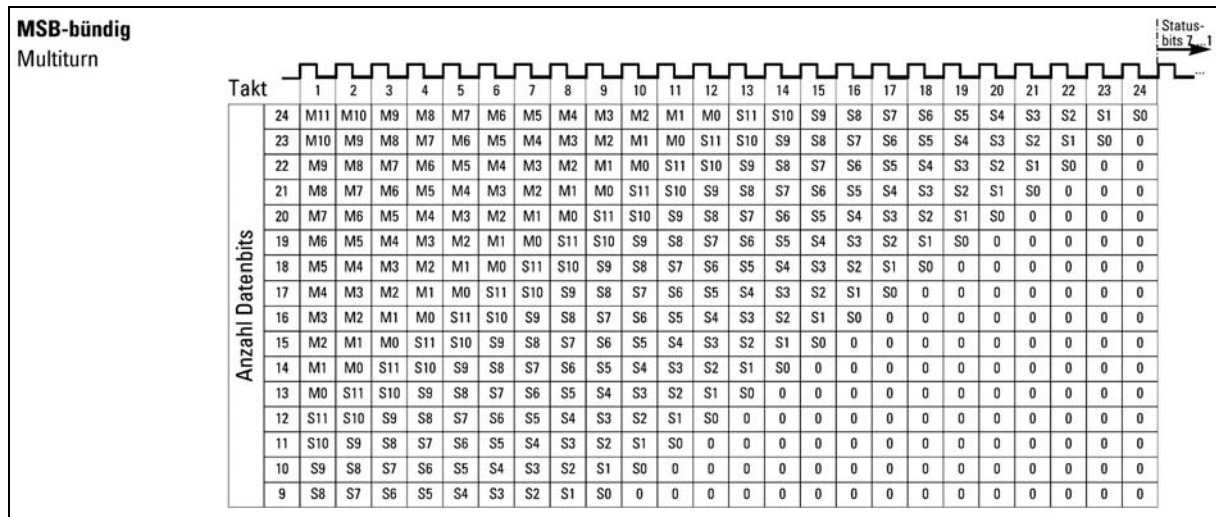 MSB-bündig
Multiturn
Status-
bits 7...1
...
Takt 1 2 3 4 5 6 7 8 9 10 11 12 13 14 15 16 17 18 19 20 21 22 23 24
Anzahl Datenbits
24 M11 M10 M9 M8 M7 M6 M5 M4 M3 M2 M1 M0 S11 S10 S9 S8 S7 S6 S5 S4 S3 S2 S1 S0
23 M10 M9 M8 M7 M6 M5 M4 M3 M2 M1 M0 S11 S10 S9 S8 S7 S6 S5 S4 S3 S2 S1 S0 0
22 M9 M8 M7 M6 M5 M4 M3 M2 M1 M0 S11 S10 S9 S8 S7 S6 S5 S4 S3 S2 S1 S0 0 0
21 M8 M7 M6 M5 M4 M3 M2 M1 M0 S11 S10 S9 S8 S7 S6 S5 S4 S3 S2 S1 S0 0 0 0
20 M7 M6 M5 M4 M3 M2 M1 M0 S11 S10 S9 S8 S7 S6 S5 S4 S3 S2 S1 S0 0 0 0 0
19 M6 M5 M4 M3 M2 M1 M0 S11 S10 S9 S8 S7 S6 S5 S4 S3 S2 S1 S0 0 0 0 0 0
18 M5 M4 M3 M2 M1 M0 S11 S10 S9 S8 S7 S6 S5 S4 S3 S2 S1 S0 0 0 0 0 0 0
17 M4 M3 M2 M1 M0 S11 S10 S9 S8 S7 S6 S5 S4 S3 S2 S1 S0 0 0 0 0 0 0 0
16 M3 M2 M1 M0 S11 S10 S9 S8 S7 S6 S5 S4 S3 S2 S1 S0 0 0 0 0 0 0 0 0
15 M2 M1 M0 S11 S10 S9 S8 S7 S6 S5 S4 S3 S2 S1 S0 0 0 0 0 0 0 0 0 0
14 M1 M0 S11 S10 S9 S8 S7 S6 S5 S4 S3 S2 S1 S0 0 0 0 0 0 0 0 0 0 0
13 M0 S11 S10 S9 S8 S7 S6 S5 S4 S3 S2 S1 S0 0 0 0 0 0 0 0 0 0 0 0
12 S11 S10 S9 S8 S7 S6 S5 S4 S3 S2 S1 S0 0 0 0 0 0 0 0 0 0 0 0 0
11 S10 S9 S8 S7 S6 S5 S4 S3 S2 S1 S0 0 0 0 0 0 0 0 0 0 0 0 0 0
10 S9 S8 S7 S6 S5 S4 S3 S2 S1 S0 0 0 0 0 0 0 0 0 0 0 0 0 0 0
9 S8 S7 S6 S5 S4 S3 S2 S1 S0 0 0 0 0 0 0 0 0 0 0 0 0 0 0 0